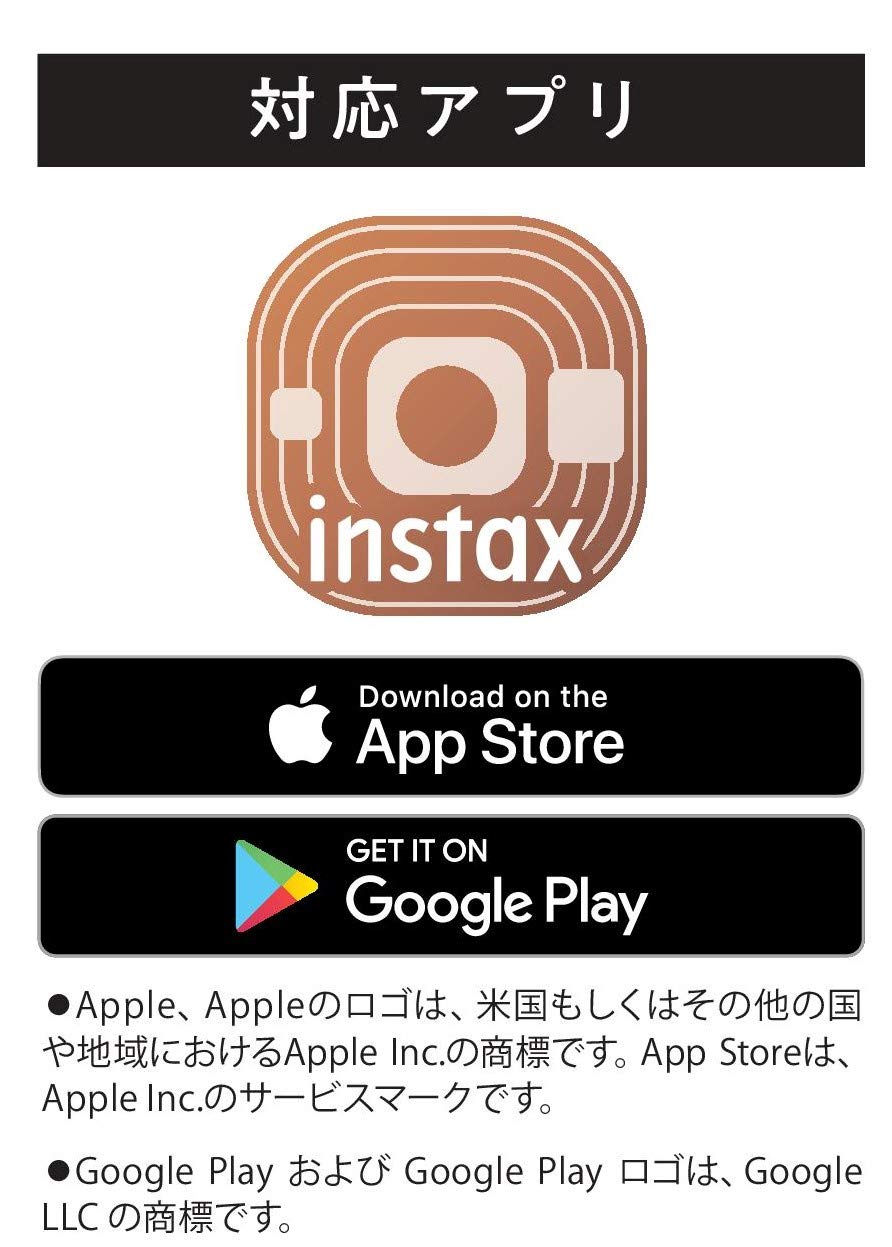 対応アプリ
instax
Download on the
App Store
GET IT ON
Google Play
●Apple、Appleのロゴは、米国もしくはその他の国
や地域におけるApple Inc.の商標です。App Storeは、
Apple Inc.のサービスマークです。
●Google Play および Google Play ロゴは、Google
LLC の商標です。